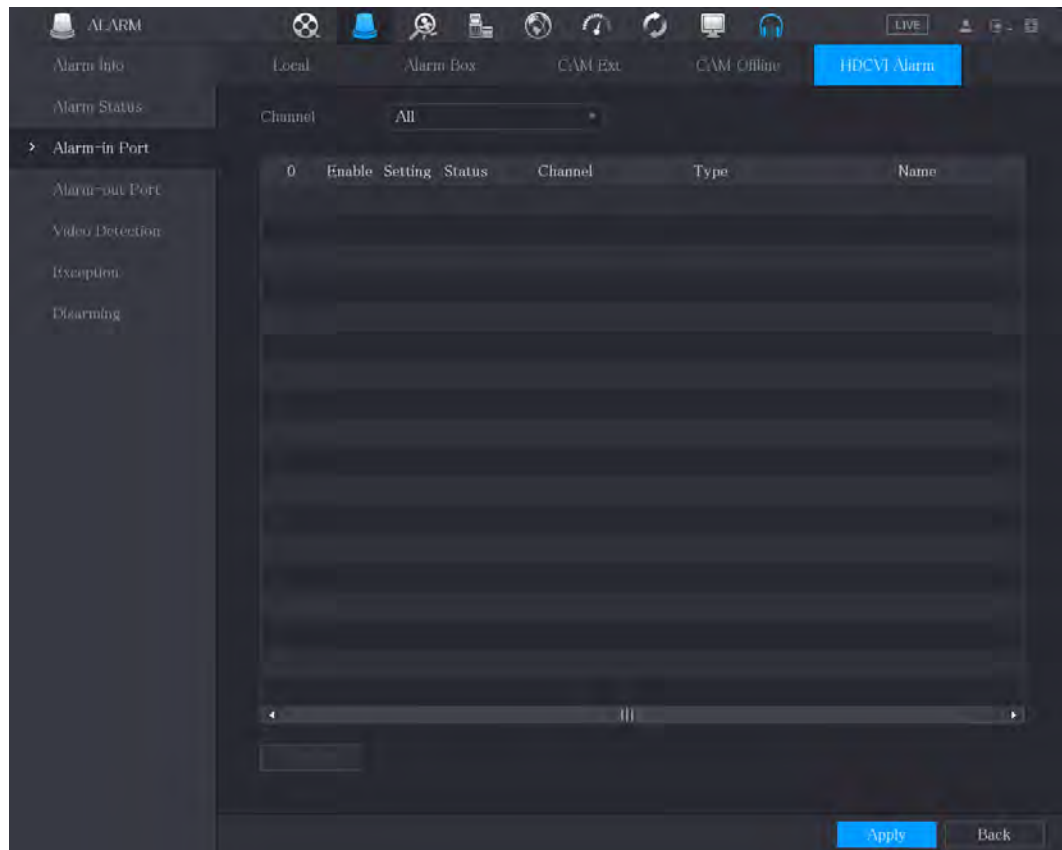 ALARM LIVE
Alarm Info Local Alarm Box CAM Ext CAM Offline HDCVI Alarm
Alarm Status
Channel All
Alarm-in Port
0 Enable Setting Status Channel Type Name
Alarm-out Port
Video Detection
Exception
Disarming
Apply Back